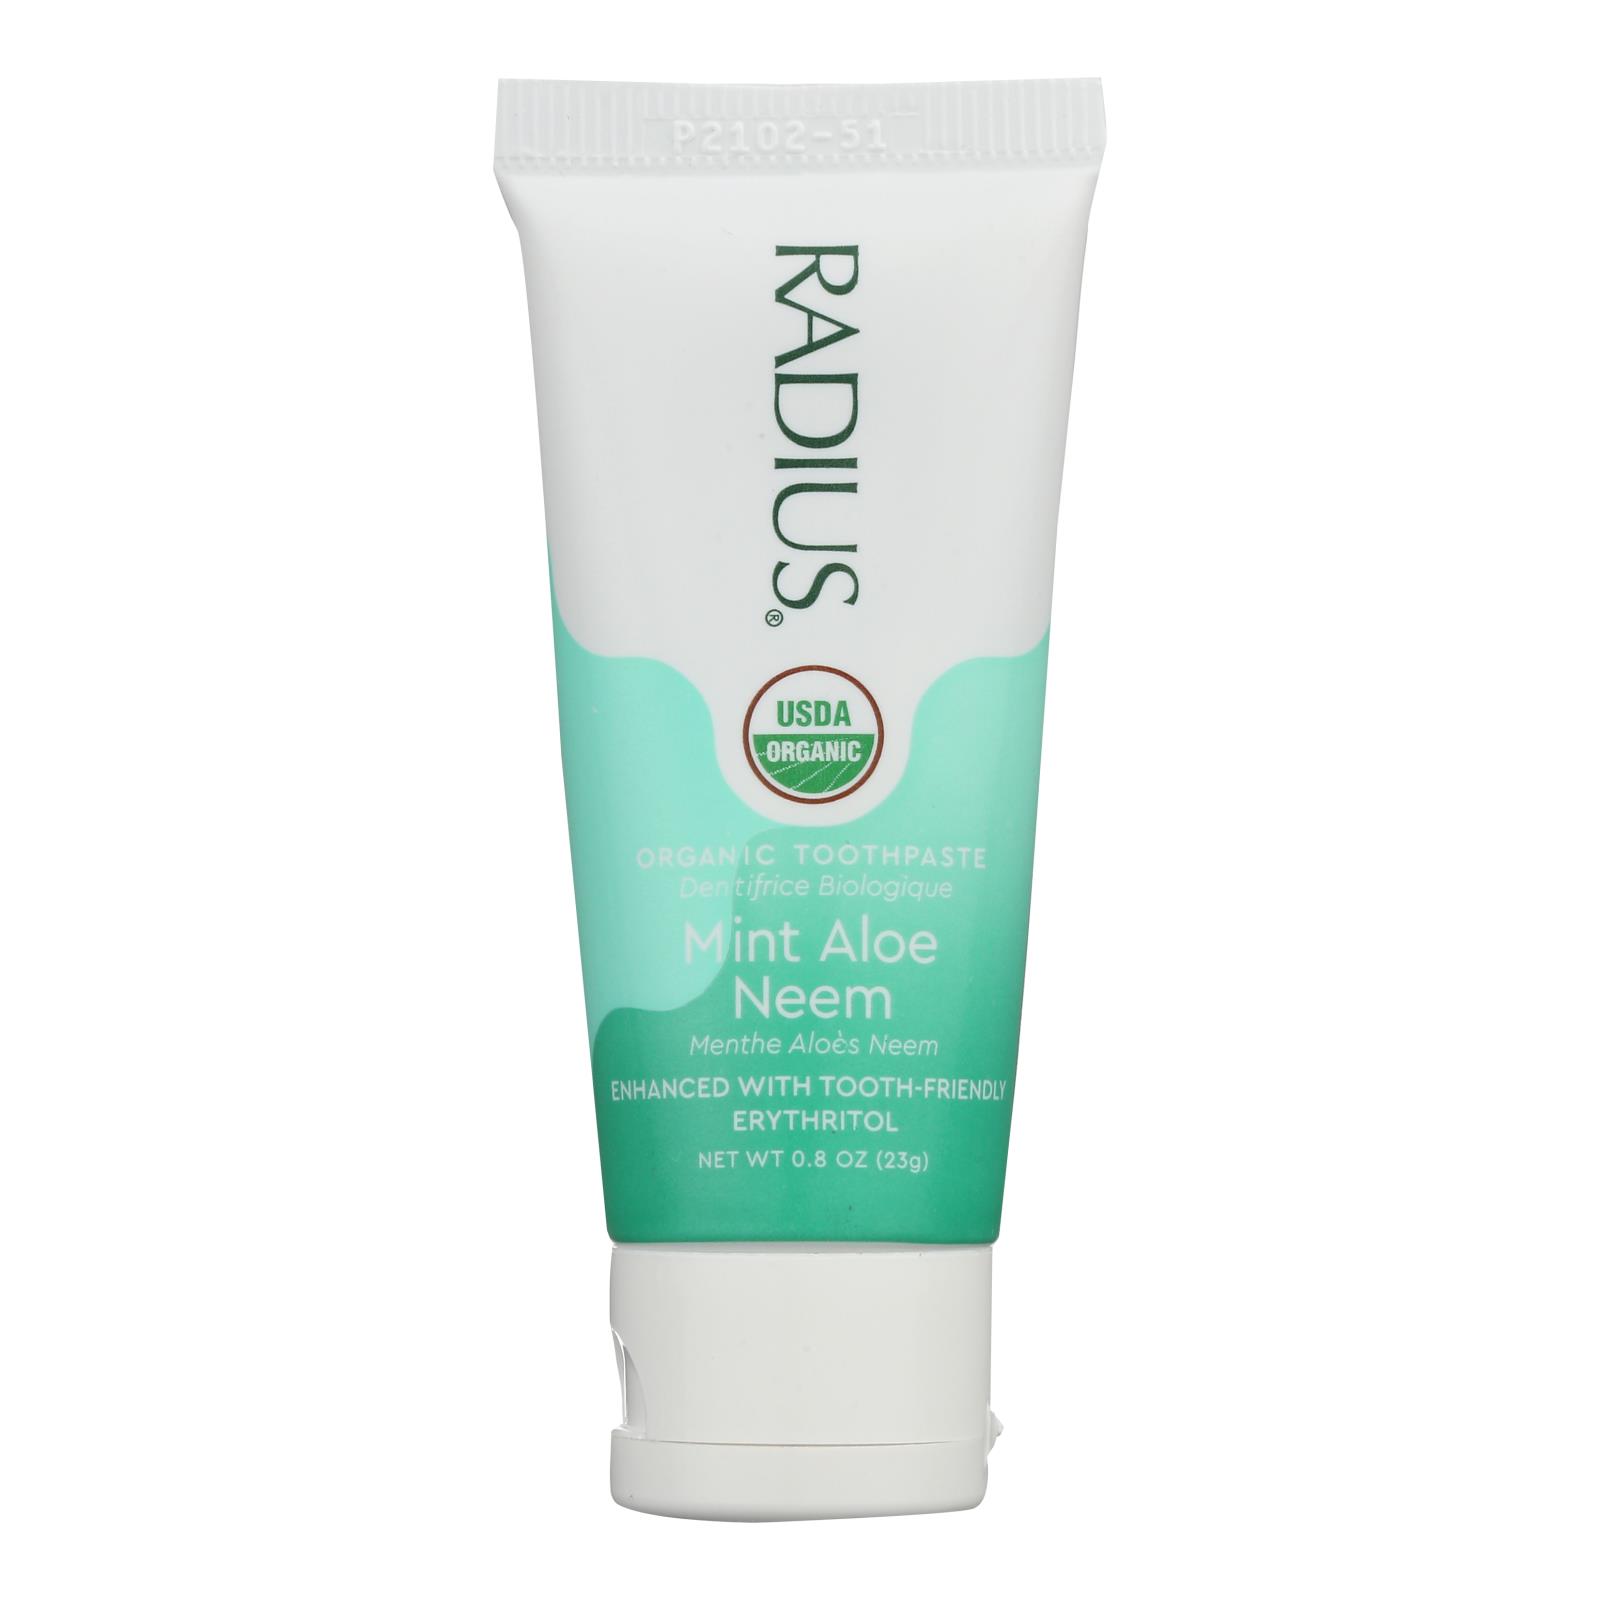 P2102-51
RADIUS®
USDA
ORGANIC
ORGANIC TOOTHPASTE
Dentifrice Biologique
Mint Aloe
Neem
Menthe Aloès Neem
ENHANCED WITH TOOTH-FRIENDLY
ERYTHRITOL
NET WT 0.8 OZ (23g)